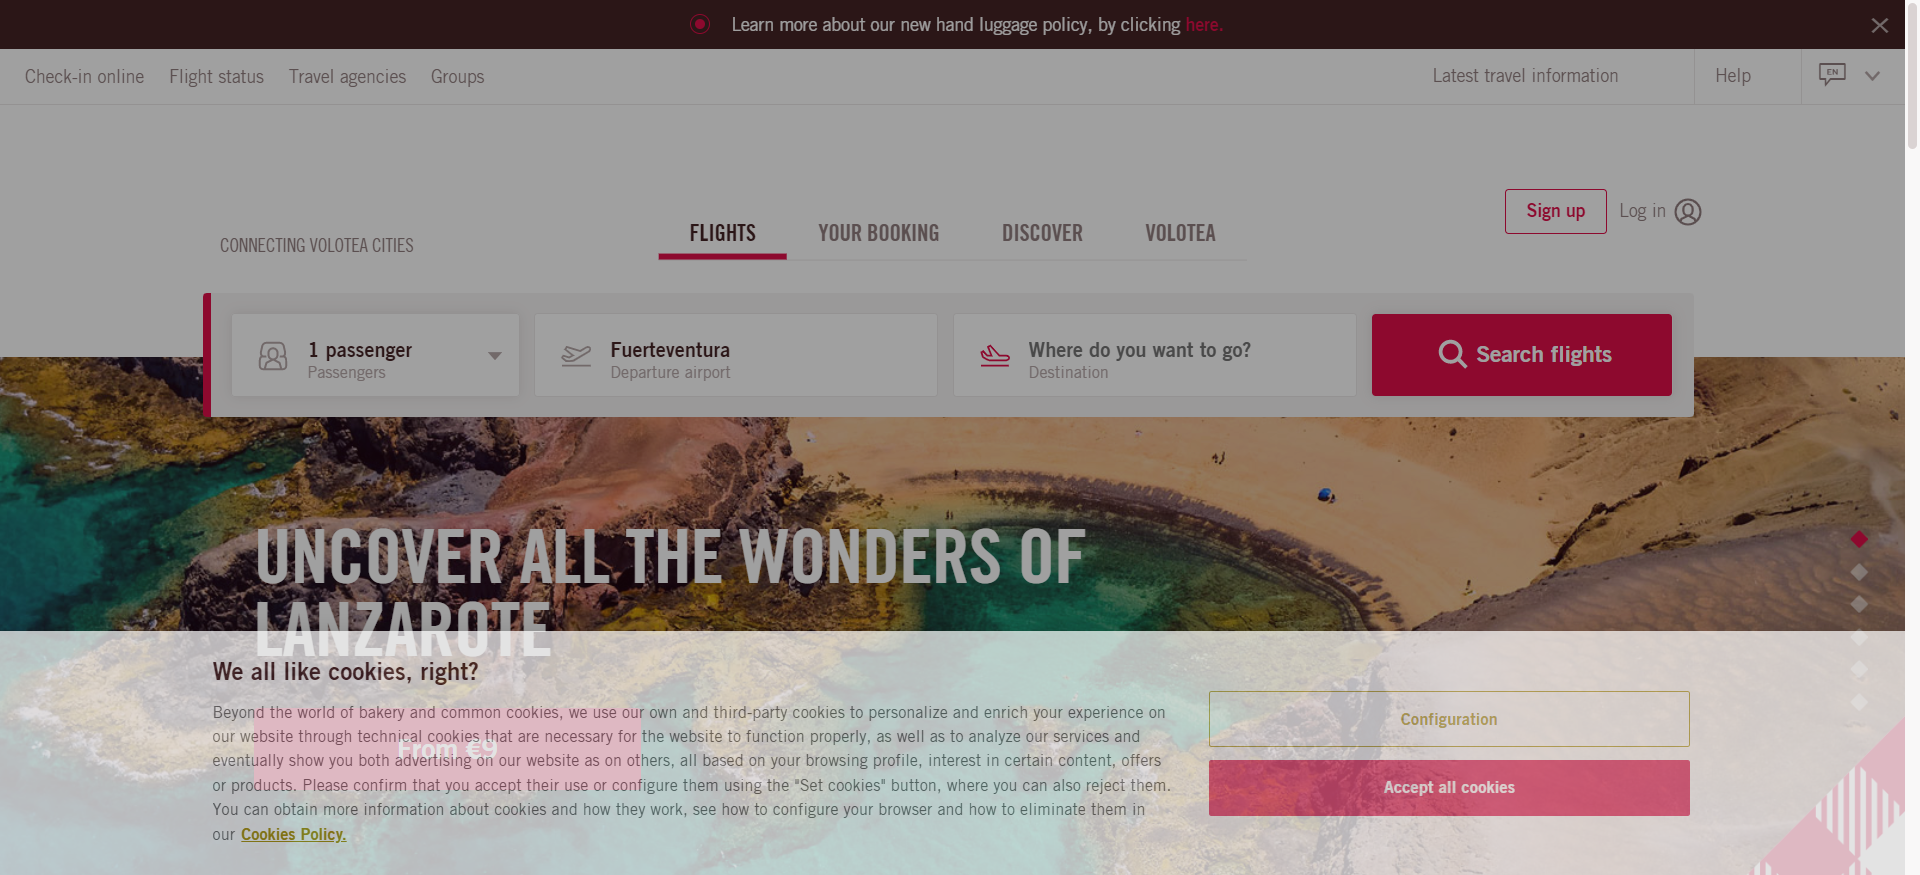 Learn more about our new hand luggage policy, by clicking here.
Check-in online Flight status Travel agencies Groups Latest travel information Help EN
Sign up Log in
CONNECTING VOLOTEA CITIES FLIGHTS YOUR BOOKING DISCOVER VOLOTEA
1 passenger
Passengers
Fuerteventura
Departure airport
Where do you want to go?
Destination
Search flights
UNCOVER ALL THE WONDERS OF
LANZAROTE
From €9
We all like cookies, right?
Beyond the world of bakery and common cookies, we use our own and third-party cookies to personalize and enrich your experience on
our website through technical cookies that are necessary for the website to function properly, as well as to analyze our services and
eventually show you both advertising on our website as on others, all based on your browsing profile, interest in certain content, offers
or products. Please confirm that you accept their use or configure them using the "Set cookies" button, where you can also reject them.
You can obtain more information about cookies and how they work, see how to configure your browser and how to eliminate them in
our Cookies Policy.
Configuration
Accept all cookies